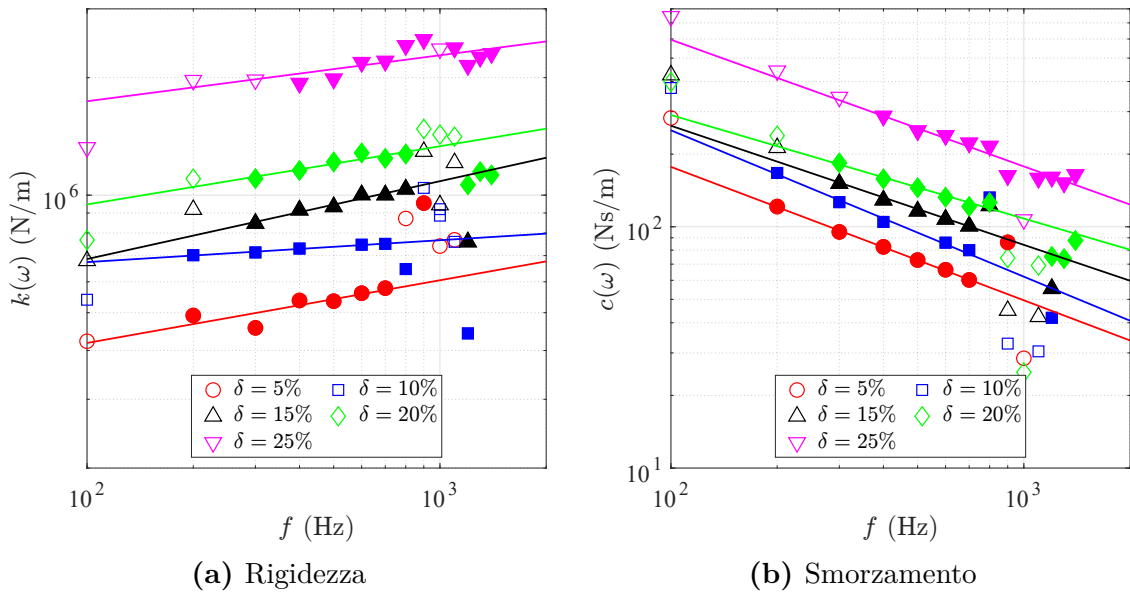 k(ω) (N/m)
10^6
10^2
10^3
f (Hz)
δ = 5%
δ = 10%
δ = 15%
δ = 20%
δ = 25%
(a) Rigidezza
c(ω) (Ns/m)
10^2
10^1
10^2
10^3
f (Hz)
δ = 5%
δ = 10%
δ = 15%
δ = 20%
δ = 25%
(b) Smorzamento